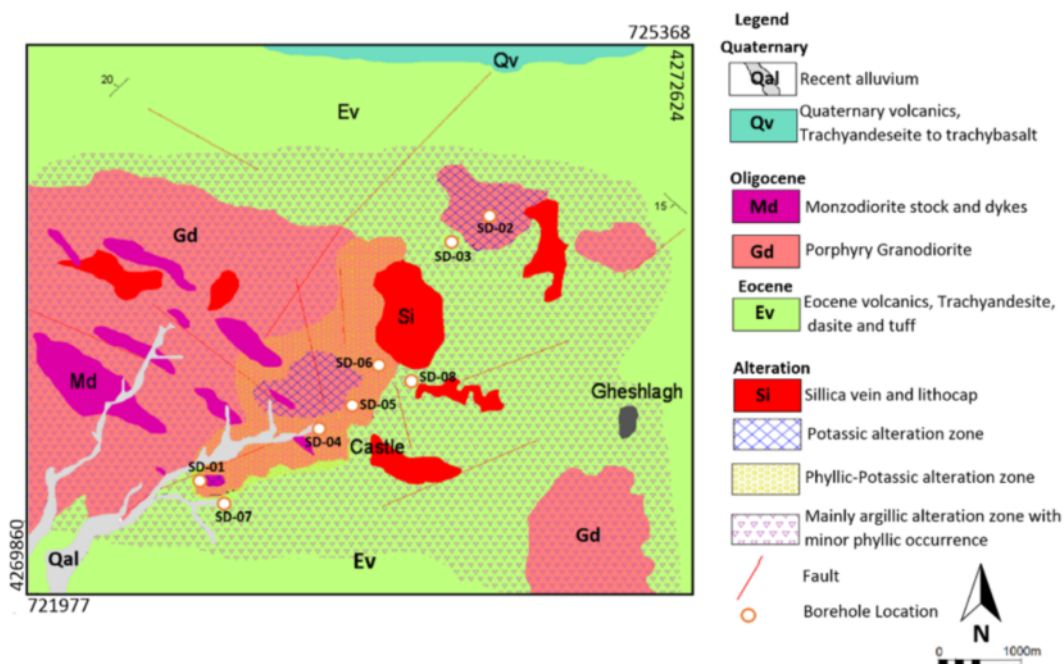 725368
4272624
Qv
20
Ev
15
Gd
SD-02
SD-03
Si
Md
SD-06
SD-08
Gheshlagh
SD-05
SD-04
Castle
SD-01
SD-07
Gd
Qal
Ev
4269860
721977
Legend
Quaternary
Qal Recent alluvium
Qv Quaternary volcanics,
Trachyandeseite to trachybasalt
Oligocene
Md Monzodiorite stock and dykes
Gd Porphyry Granodiorite
Eocene
Ev Eocene volcanics, Trachyandesite,
dasite and tuff
Alteration
Si Sillica vein and lithocap
Potassic alteration zone
Phyllic-Potassic alteration zone
Mainly argillic alteration zone with
minor phyllic occurrence
Fault
Borehole Location
N
0 1000m